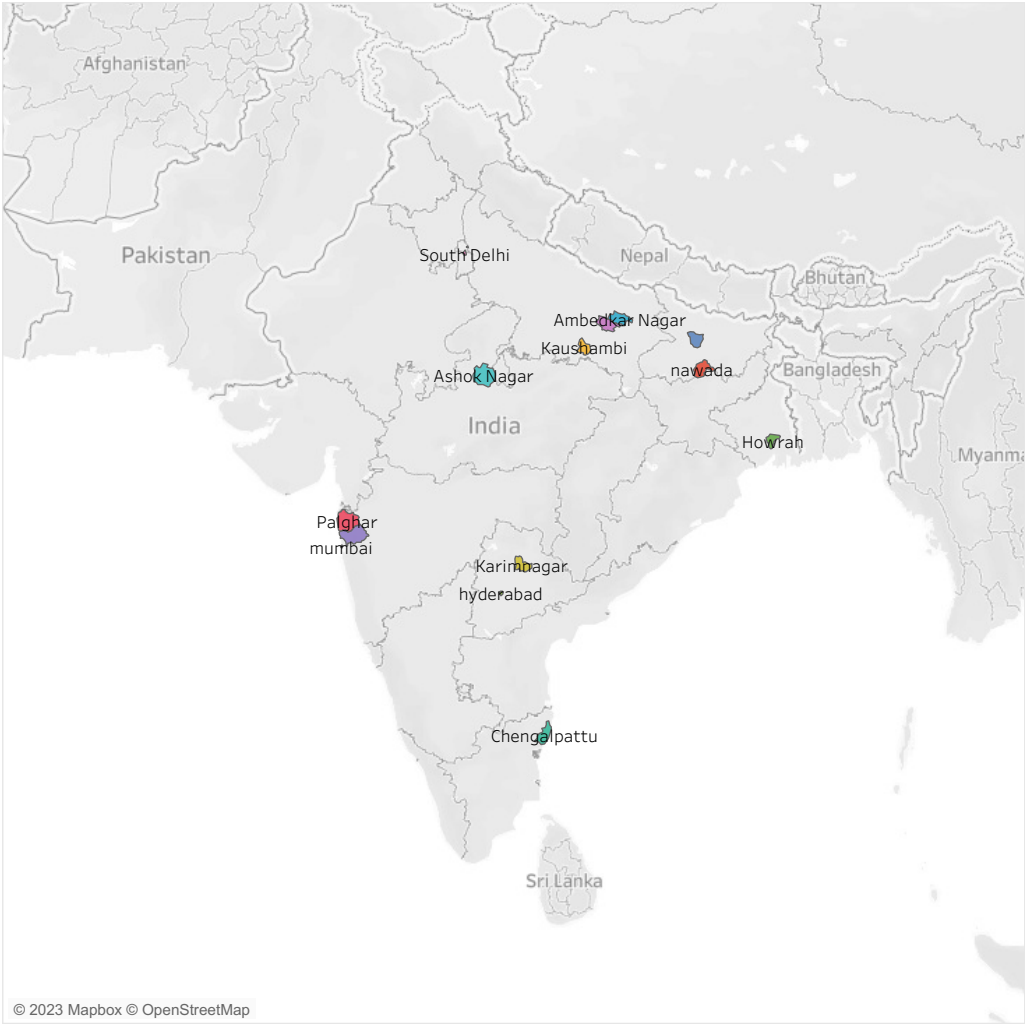 Afghanistan
Pakistan
South Delhi
Nepal
Bhutan
Ambedkar Nagar
Kaushambi
nawada
Bangladesh
Ashok Nagar
India
Howrah
Myanma
Palghar
mumbai
Karimnagar
hyderabad
Chengalpattu
Sri Lanka
© 2023 Mapbox © OpenStreetMap